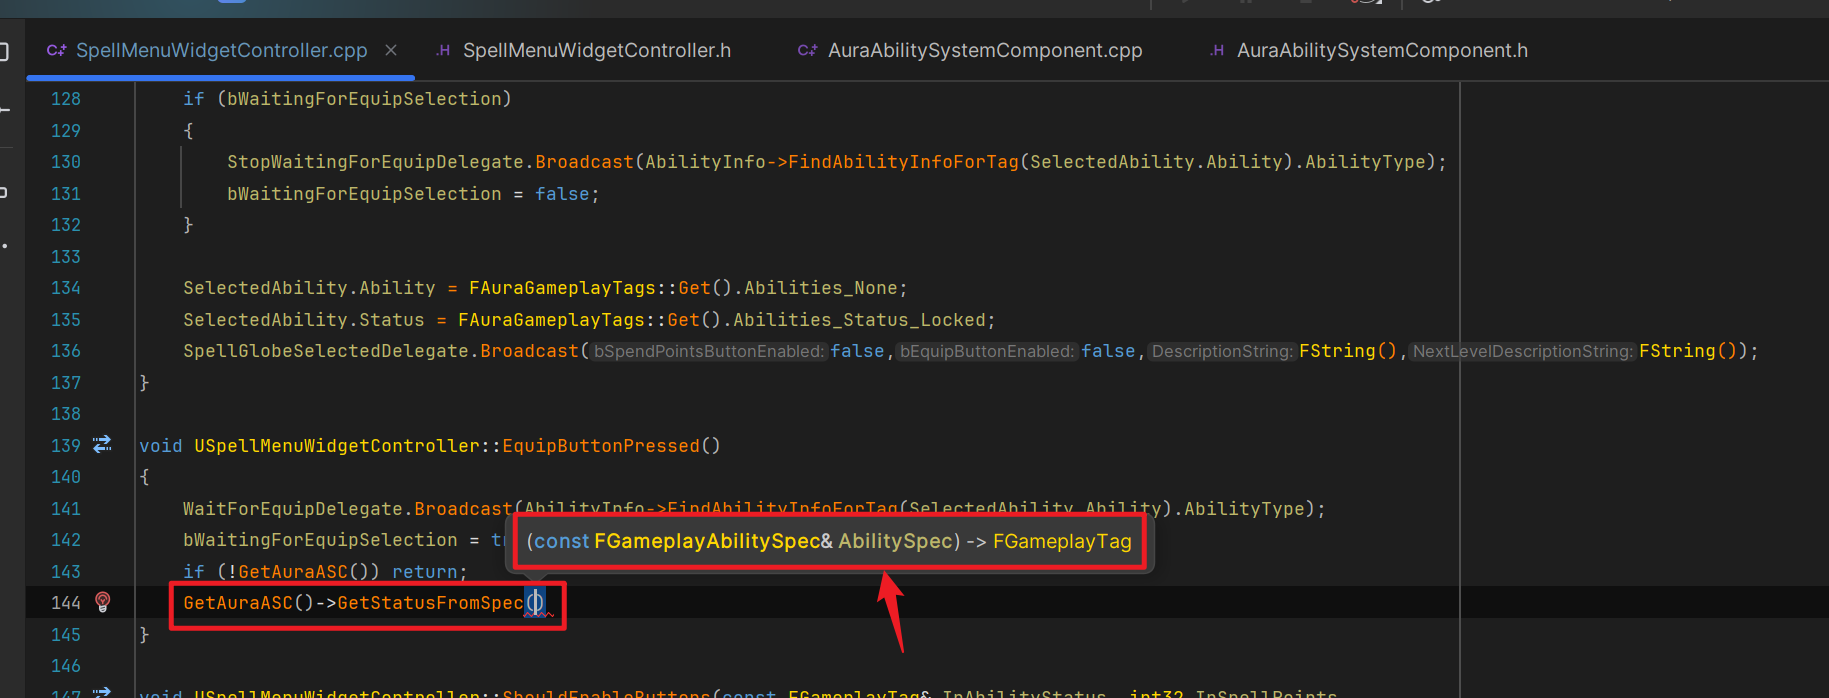 C++ SpellMenuWidgetController.cpp × .H SpellMenuWidgetController.h C++ AuraAbilitySystemComponent.cpp .H AuraAbilitySystemComponent.h
128 if (bWaitingForEquipSelection)
129 {
130 StopWaitingForEquipDelegate.Broadcast(AbilityInfo->FindAbilityInfoForTag(SelectedAbility.Ability).AbilityType);
131 bWaitingForEquipSelection = false;
132 }
133
134 SelectedAbility.Ability = FAuraGameplayTags::Get().Abilities_None;
135 SelectedAbility.Status = FAuraGameplayTags::Get().Abilities_Status_Locked;
136 SpellGlobeSelectedDelegate.Broadcast( bSpendPointsButtonEnabled: false, bEquipButtonEnabled: false, DescriptionString: FString(), NextLevelDescriptionString: FString());
137 }
138
139 void USpellMenuWidgetController::EquipButtonPressed()
140 {
141 WaitForEquipDelegate.Broadcast(AbilityInfo->FindAbilityInfoForTag(SelectedAbility.Ability).AbilityType);
142 bWaitingForEquipSelection = (const FGameplayAbilitySpec& AbilitySpec) -> FGameplayTag
143 if (!GetAuraASC()) return;
144 GetAuraASC()->GetStatusFromSpec()
145 }
146
147 void USpellMenuWidgetController::ShouldEnableButtons(const FGameplayTag& InAbilityStatus, int32 InSpellPoints,